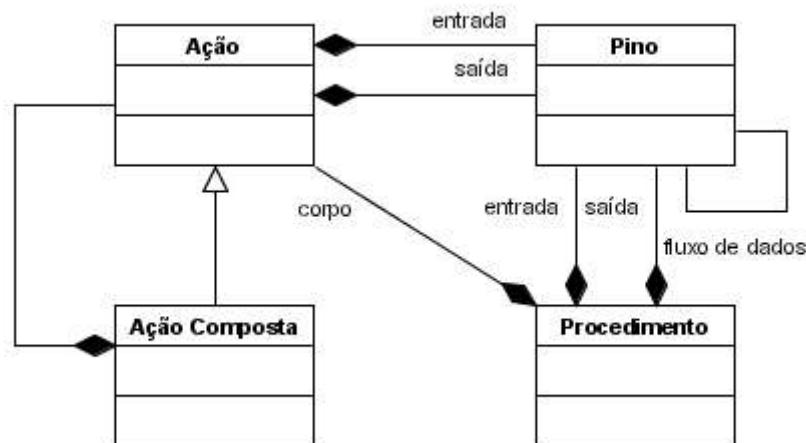 Ação
entrada
Pino
saída
corpo
entrada
saída
fluxo de dados
Ação Composta
Procedimento